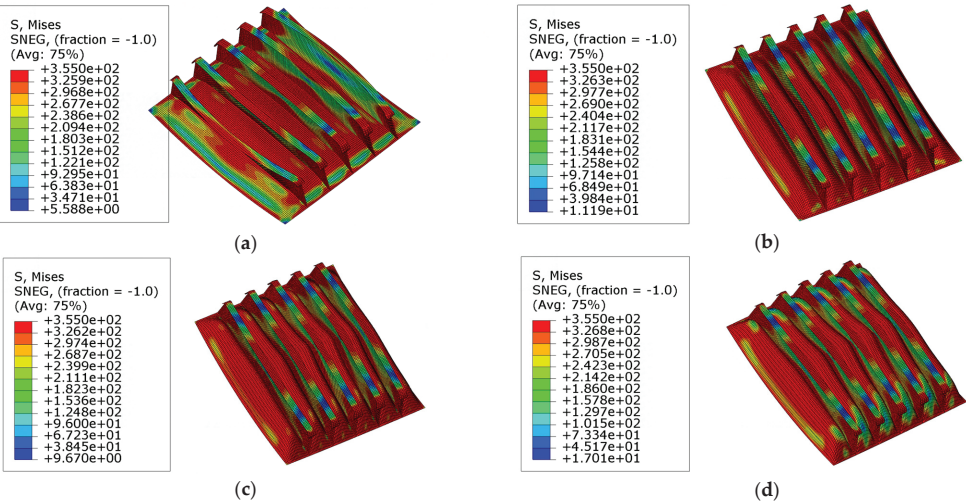 S, Mises
SNEG, (fraction = -1.0)
(Avg: 75%)
+3.550e+02
+3.259e+02
+2.968e+02
+2.677e+02
+2.386e+02
+2.094e+02
+1.803e+02
+1.512e+02
+1.221e+02
+9.295e+01
+6.383e+01
+3.471e+01
+5.588e+00
(a)
S, Mises
SNEG, (fraction = -1.0)
(Avg: 75%)
+3.550e+02
+3.263e+02
+2.977e+02
+2.690e+02
+2.404e+02
+2.117e+02
+1.831e+02
+1.544e+02
+1.258e+02
+9.714e+01
+6.849e+01
+3.984e+01
+1.119e+01
(b)
S, Mises
SNEG, (fraction = -1.0)
(Avg: 75%)
+3.550e+02
+3.262e+02
+2.974e+02
+2.687e+02
+2.399e+02
+2.111e+02
+1.823e+02
+1.536e+02
+1.248e+02
+9.600e+01
+6.723e+01
+3.845e+01
+9.670e+00
(c)
S, Mises
SNEG, (fraction = -1.0)
(Avg: 75%)
+3.550e+02
+3.268e+02
+2.987e+02
+2.705e+02
+2.423e+02
+2.142e+02
+1.860e+02
+1.578e+02
+1.297e+02
+1.015e+02
+7.334e+01
+4.517e+01
+1.701e+01
(d)